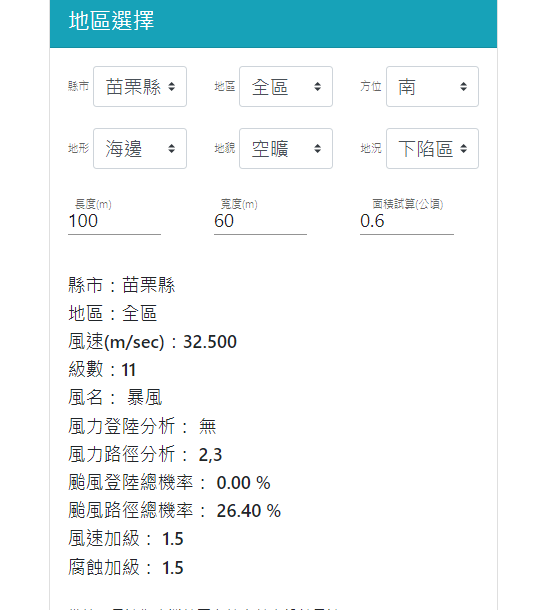 地區選擇
縣市 苗栗縣 地區 全區 方位 南
地形 海邊 地貌 空曠 地況 下陷區
長度(m) 寬度(m) 面積試算(公頃)
100 60 0.6
縣市：苗栗縣
地區：全區
風速(m/sec)：32.500
級數：11
風名： 暴風
風力登陸分析： 無
風力路徑分析： 2,3
颱風登陸總機率： 0.00 %
颱風路徑總機率： 26.40 %
風速加級： 1.5
腐蝕加級： 1.5